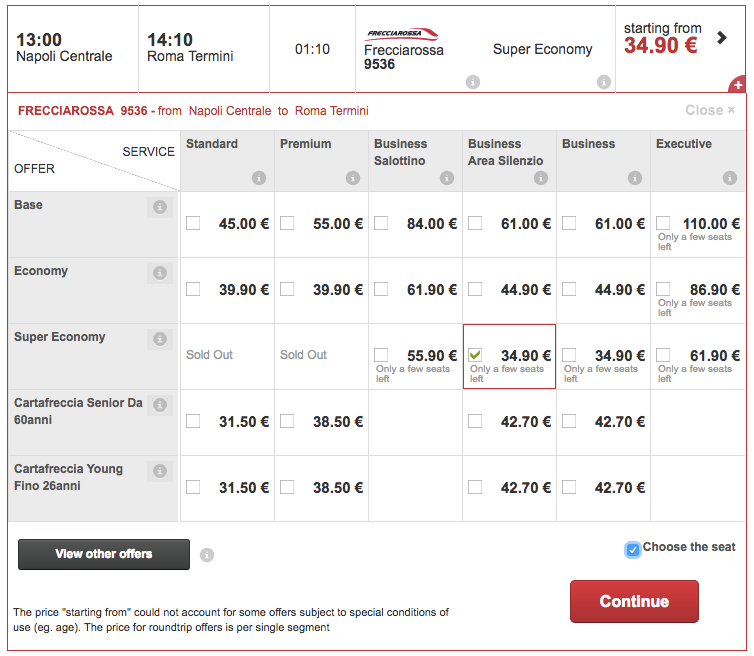 13:00
Napoli Centrale
14:10
Roma Termini
01:10
FRECCIAROSSA
Frecciarossa
9536
Super Economy
starting from
34.90 €
FRECCIAROSSA 9536 - from Napoli Centrale to Roma Termini
Close ×
SERVICE
OFFER
Standard
Premium
Business
Salottino
Business
Area Silenzio
Business
Executive
Base
45.00 €
55.00 €
84.00 €
61.00 €
61.00 €
110.00 €
Only a few seats
left
Economy
39.90 €
39.90 €
61.90 €
44.90 €
44.90 €
86.90 €
Only a few seats
left
Super Economy
Sold Out
Sold Out
55.90 €
Only a few seats
left
34.90 €
Only a few seats
left
34.90 €
Only a few seats
left
61.90 €
Only a few seats
left
Cartafreccia Senior Da
60anni
31.50 €
38.50 €
42.70 €
42.70 €
Cartafreccia Young
Fino 26anni
31.50 €
38.50 €
42.70 €
42.70 €
View other offers
Choose the seat
Continue
The price "starting from" could not account for some offers subject to special conditions of
use (eg. age). The price for roundtrip offers is per single segment